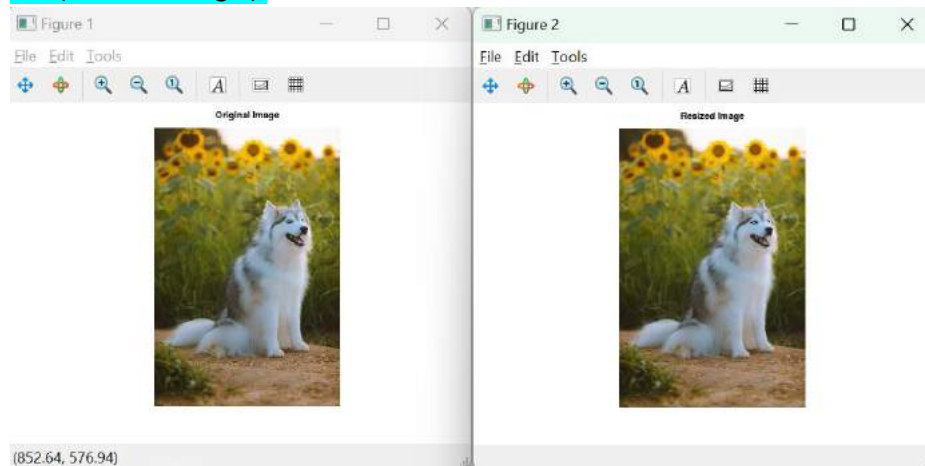 Figure 1
File Edit Tools
Original Image
(852.64, 576.94)
Figure 2
File Edit Tools
Resized Image